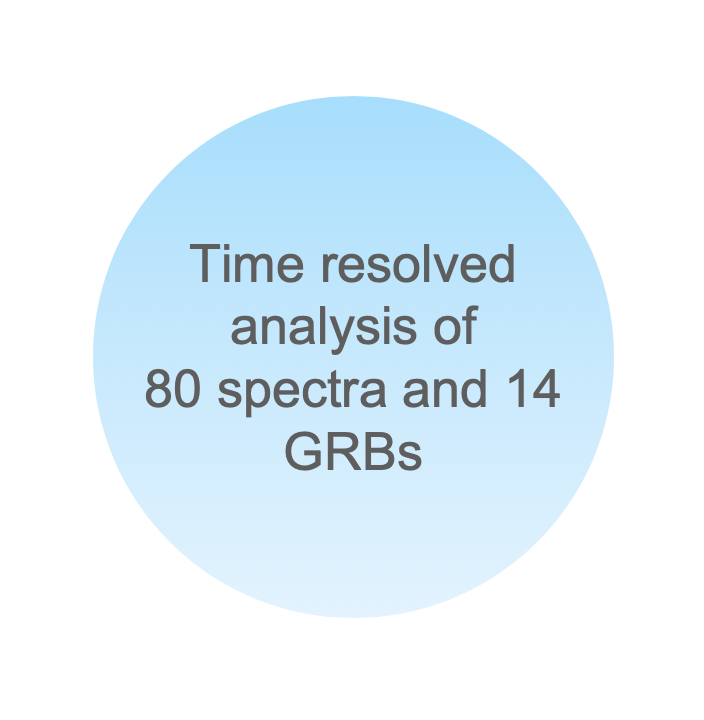 Time resolved
analysis of
80 spectra and 14
GRBs